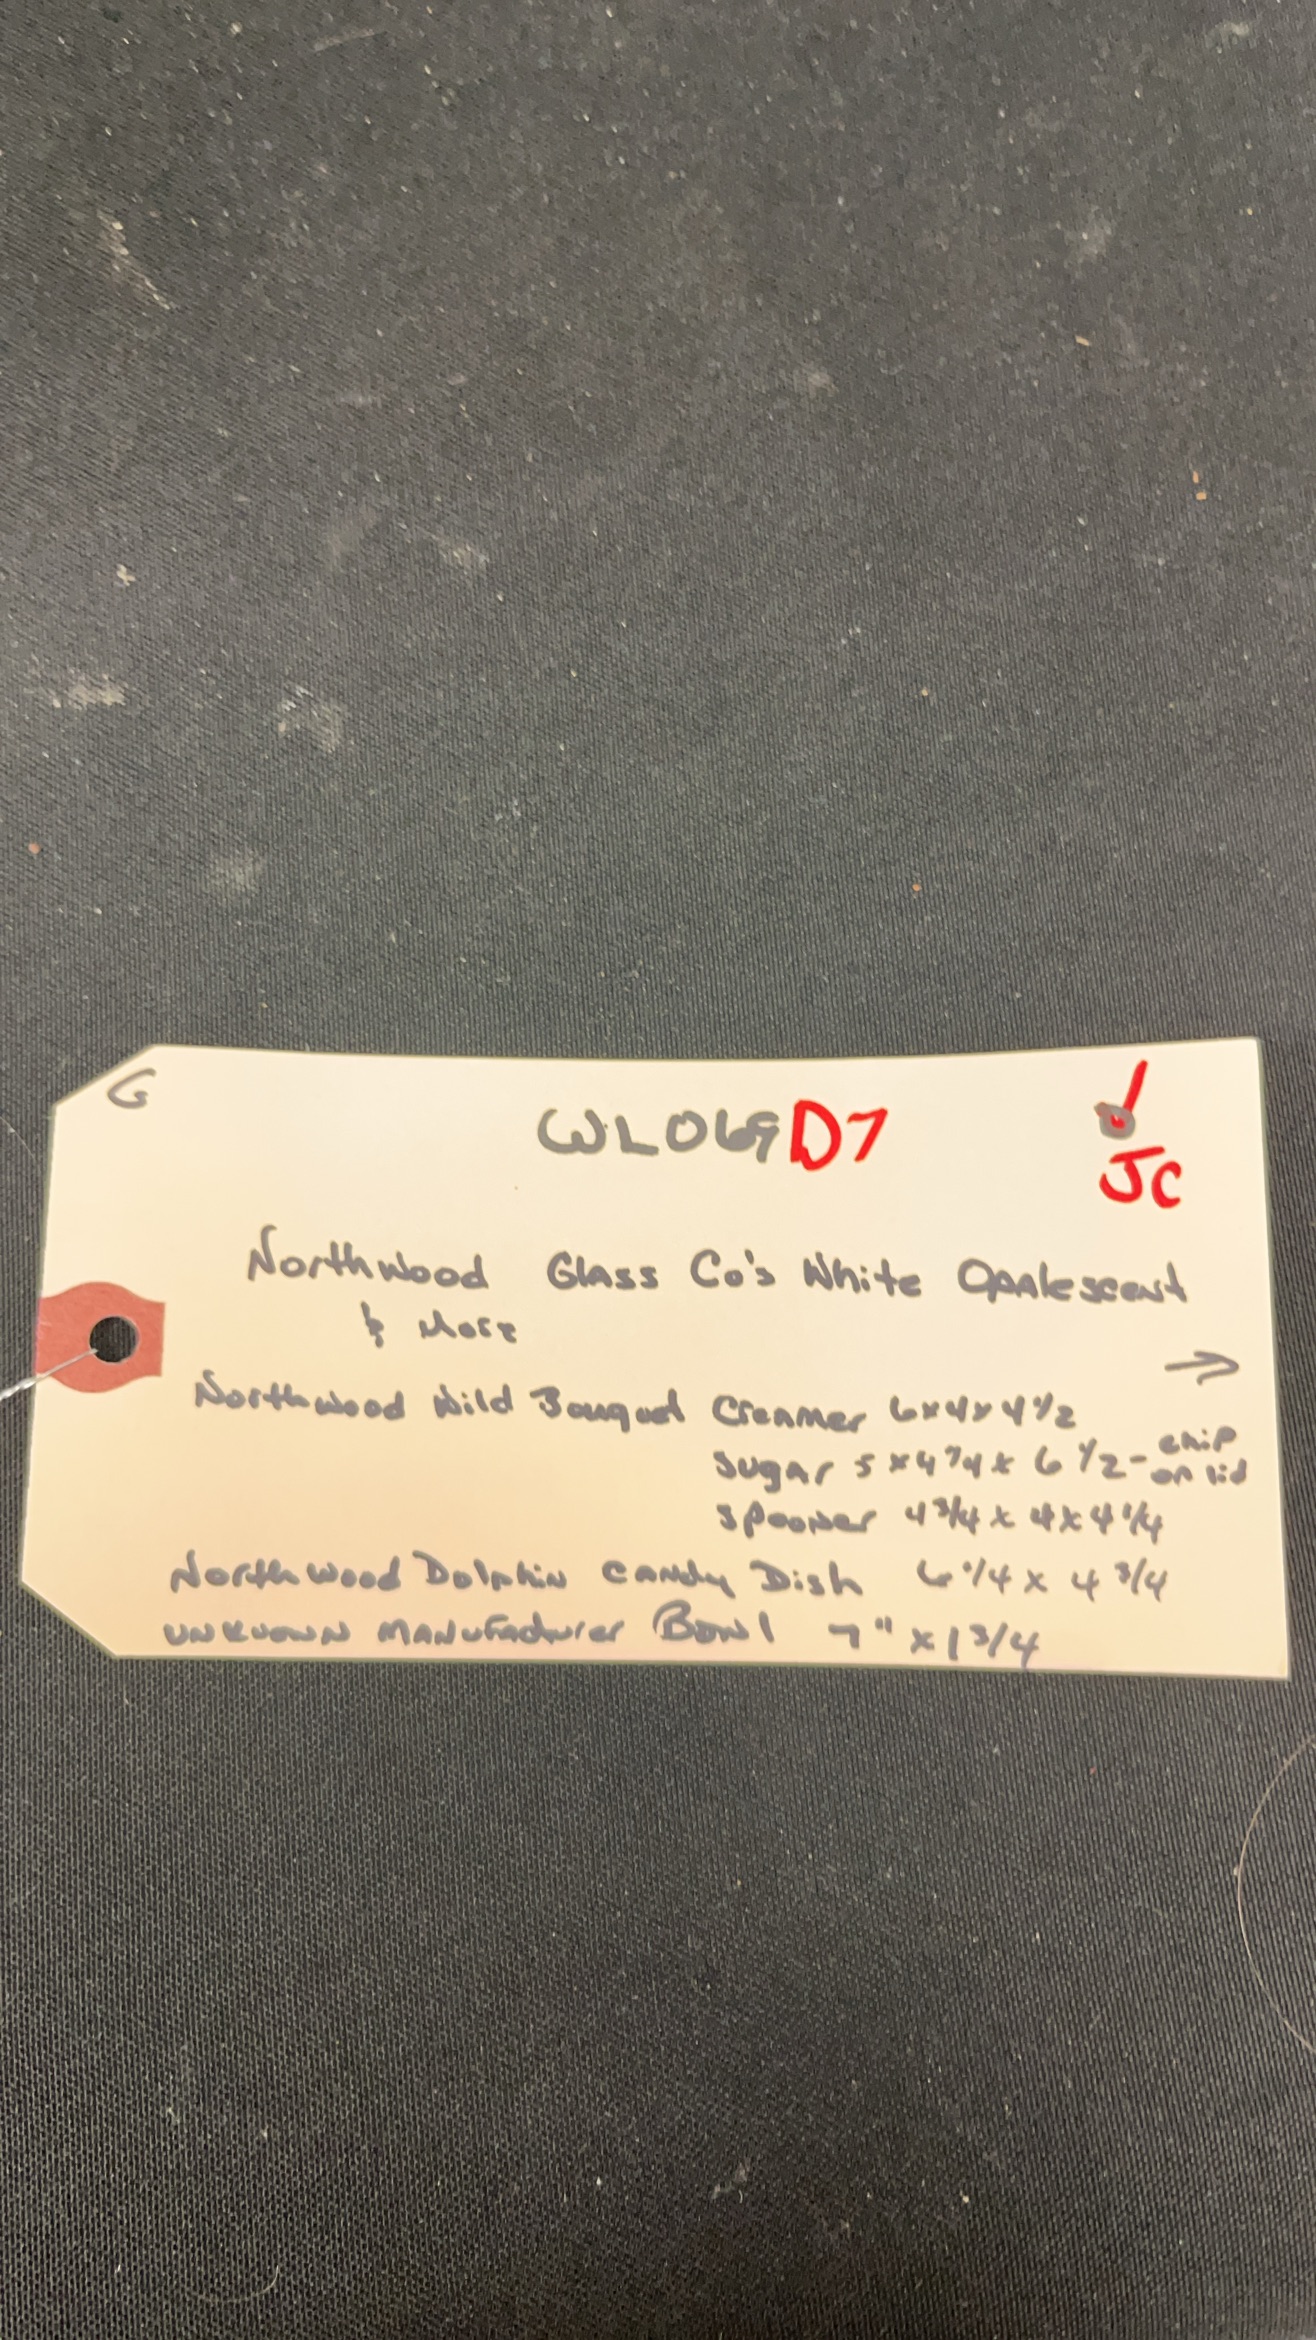 G
WL069 D7
JC
Northwood Glass Co's White Opalescent
& More
→
Northwood Wild Bouquet Creamer 6x4x4 1/2
Sugar 5x4 3/4 x 6 1/2 - chip on lid
Spooner 4 3/4 x 4 x 4 1/4
Northwood Dolphin Candy Dish 6 1/4 x 4 3/4
Unknown Manufacturer Bowl 7" x 1 3/4